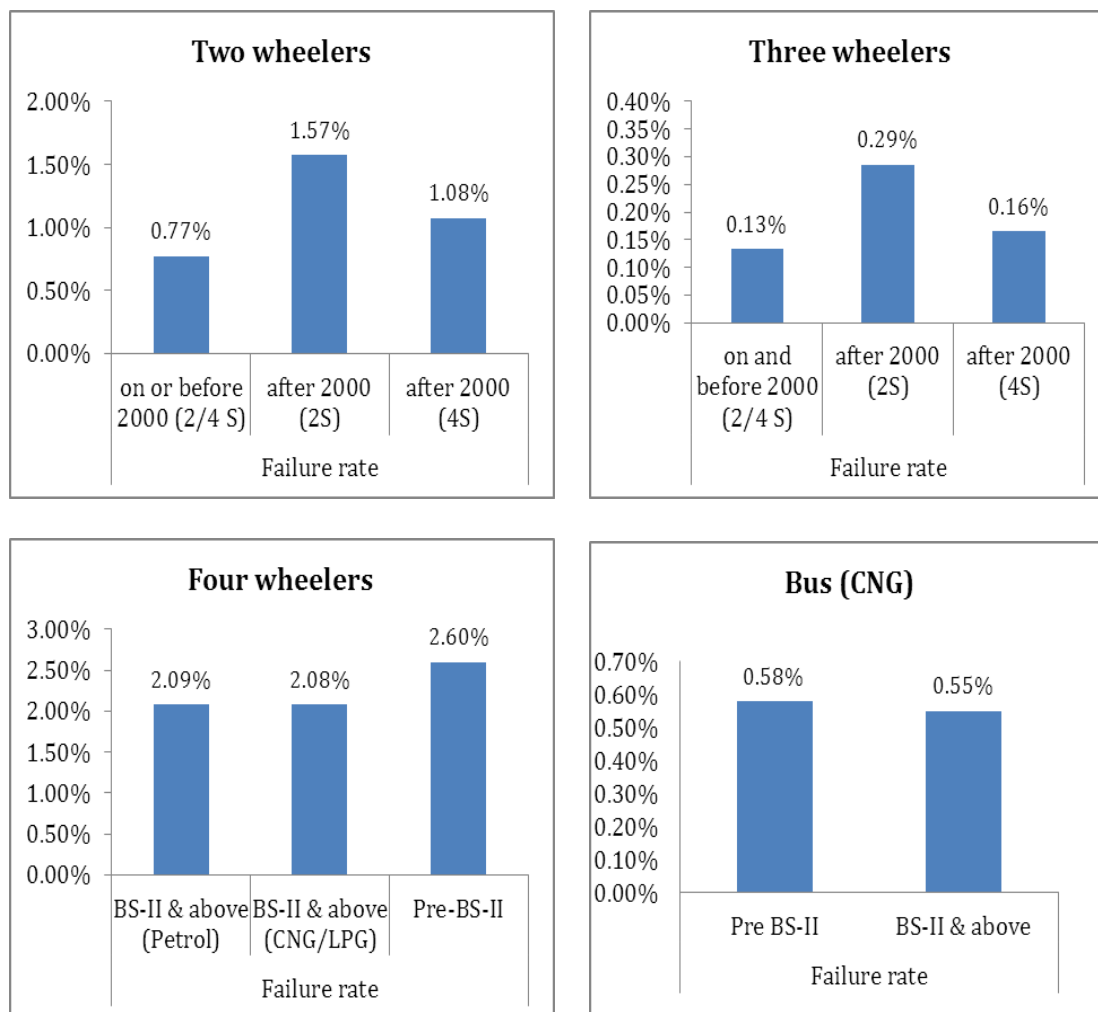 Two wheelers
2.00%
1.50%
1.00%
0.50%
0.00%
0.77%
1.57%
1.08%
on or before
2000 (2/4 S)
after 2000
(2S)
after 2000
(4S)
Failure rate
Three wheelers
0.40%
0.35%
0.30%
0.25%
0.20%
0.15%
0.10%
0.05%
0.00%
0.13%
0.29%
0.16%
on and
before 2000
(2/4 S)
after 2000
(2S)
after 2000
(4S)
Failure rate
Four wheelers
3.00%
2.50%
2.00%
1.50%
1.00%
0.50%
0.00%
2.09%
2.08%
2.60%
BS-II & above
(Petrol)
BS-II & above
(CNG/LPG)
Pre-BS-II
Failure rate
Bus (CNG)
0.70%
0.60%
0.50%
0.40%
0.30%
0.20%
0.10%
0.00%
0.58%
0.55%
Pre BS-II
BS-II & above
Failure rate